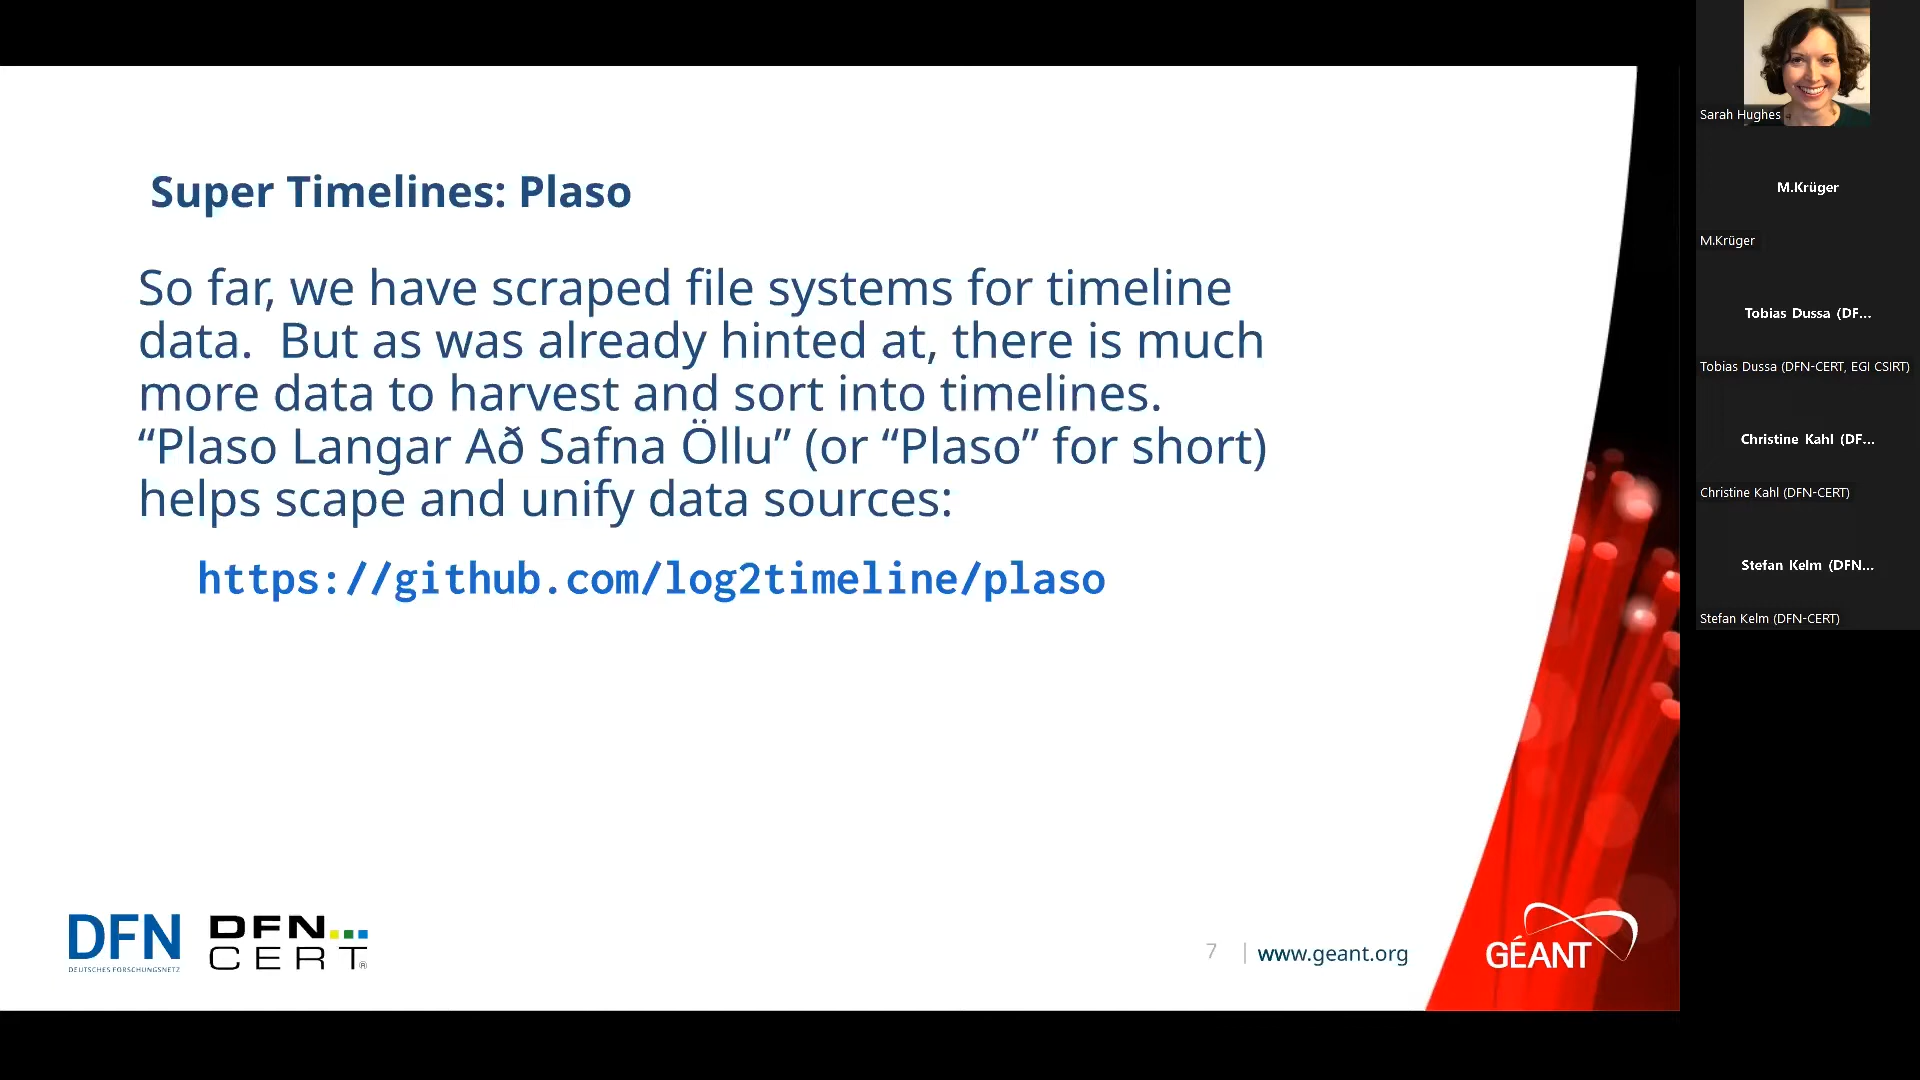 Super Timelines: Plaso
So far, we have scraped file systems for timeline
data.  But as was already hinted at, there is much
more data to harvest and sort into timelines.
“Plaso Langar Að Safna Öllu” (or “Plaso” for short)
helps scape and unify data sources:
https://github.com/log2timeline/plaso
DFN
DEUTSCHES FORSCHUNGSNETZ
DFN
CERT®
7
www.geant.org
GÉANT
Sarah Hughes
M.Krüger
M.Krüger
Tobias Dussa (DF...
Tobias Dussa (DFN-CERT, EGI CSIRT)
Christine Kahl (DF...
Christine Kahl (DFN-CERT)
Stefan Kelm (DFN...
Stefan Kelm (DFN-CERT)